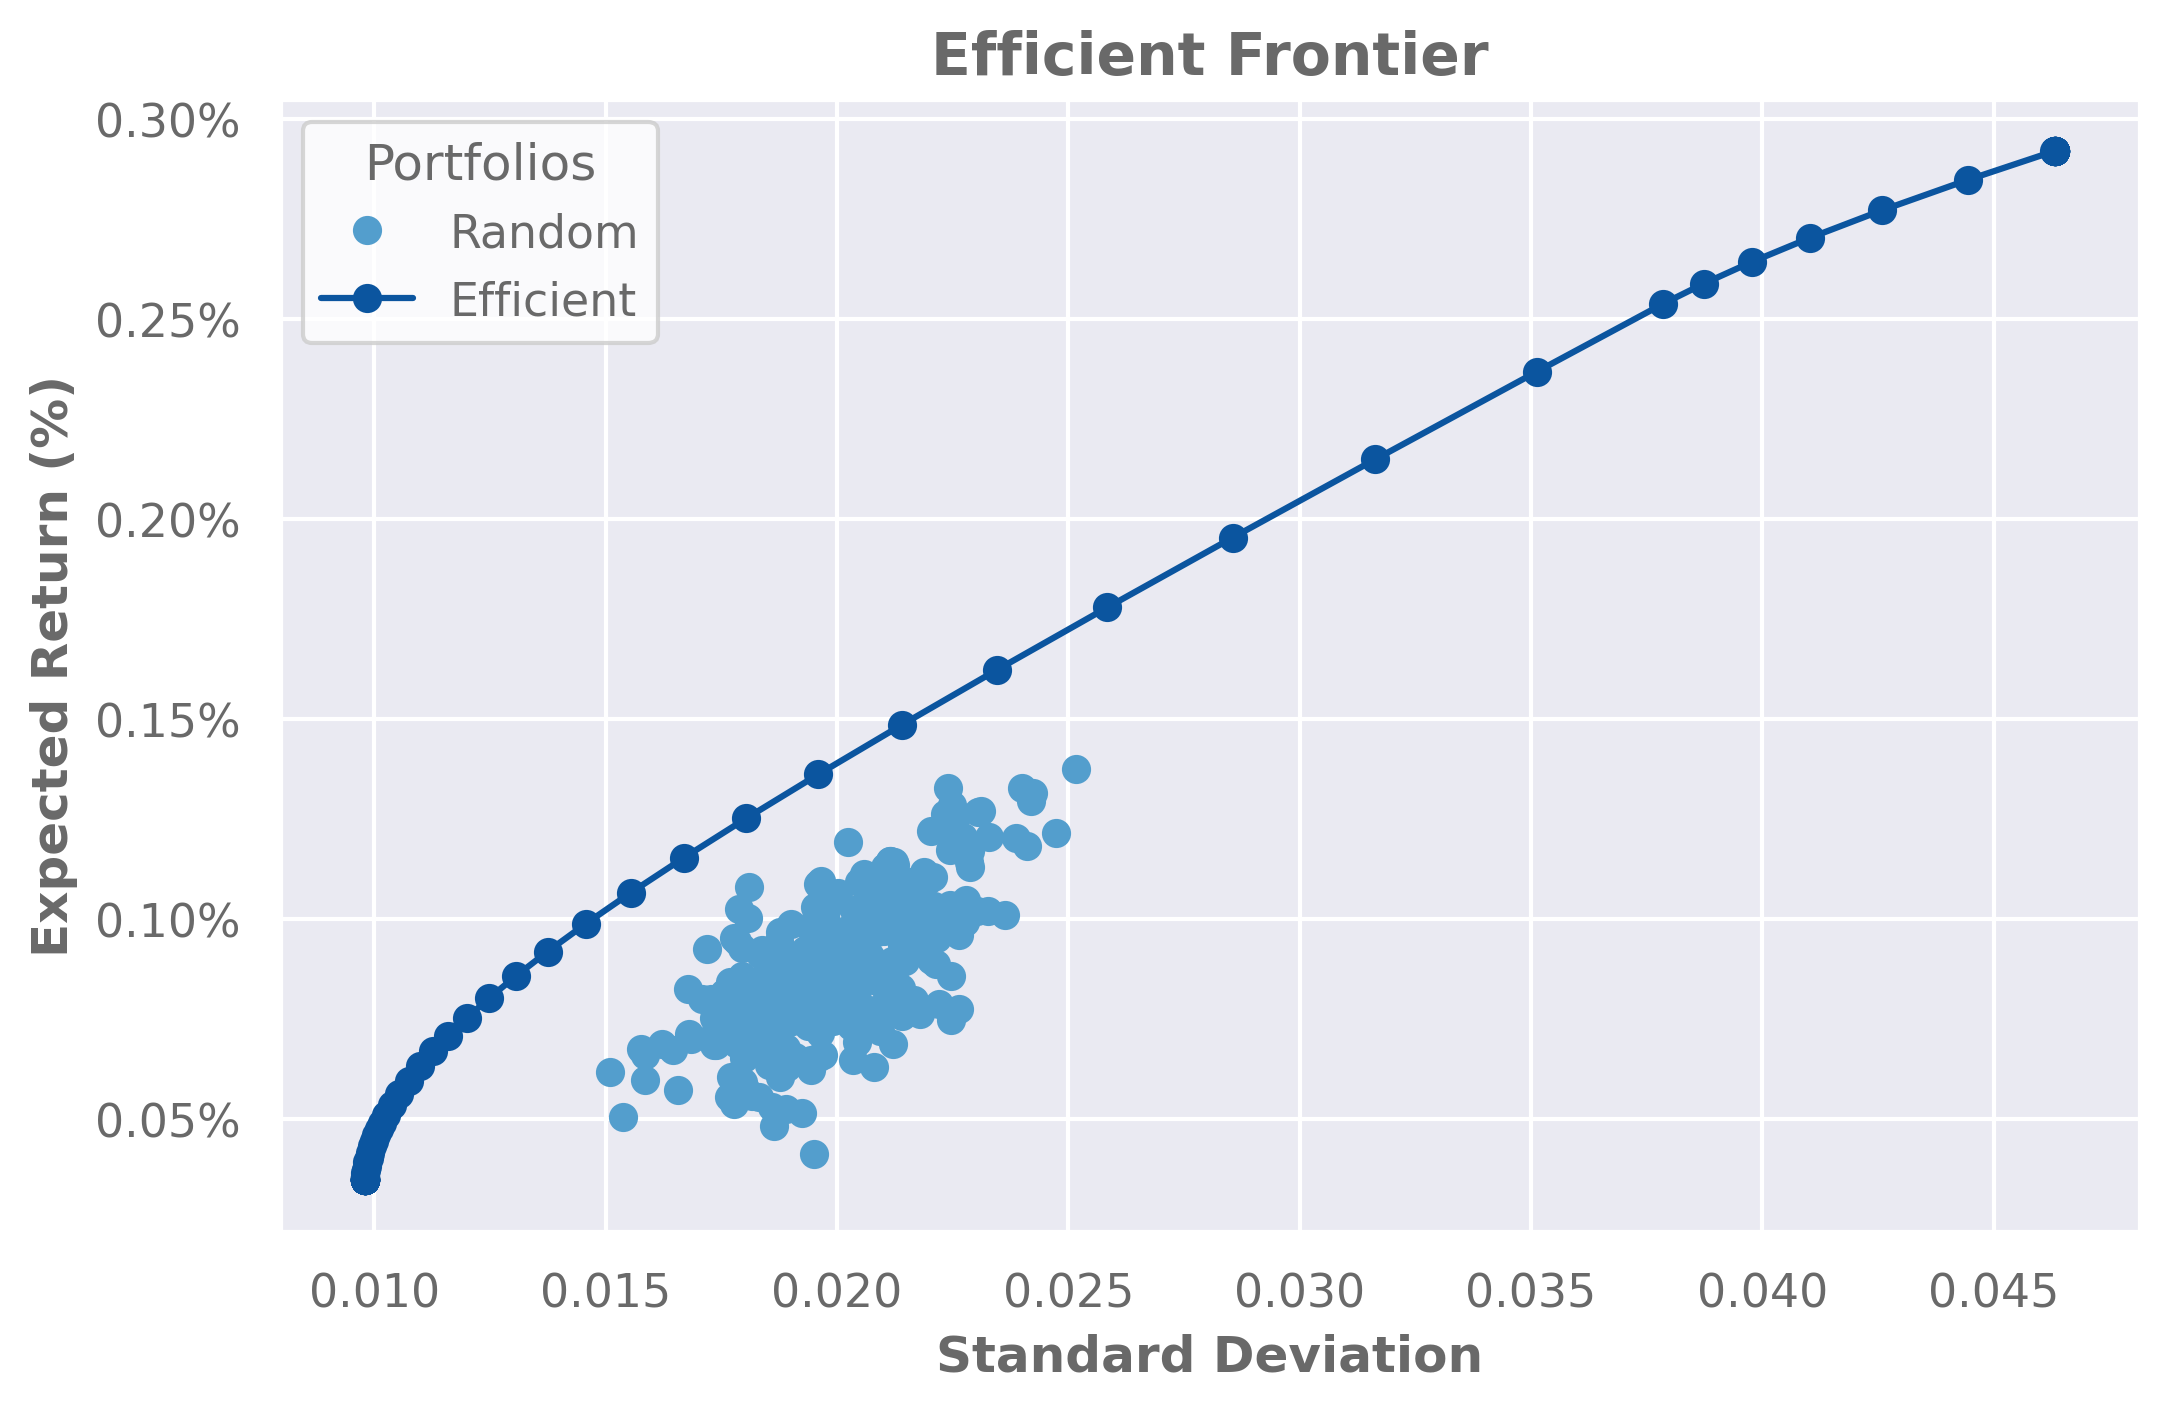 Efficient Frontier
Portfolios
Random
Efficient
Expected Return (%)
0.30%
0.25%
0.20%
0.15%
0.10%
0.05%
0.010 0.015 0.020 0.025 0.030 0.035 0.040 0.045
Standard Deviation